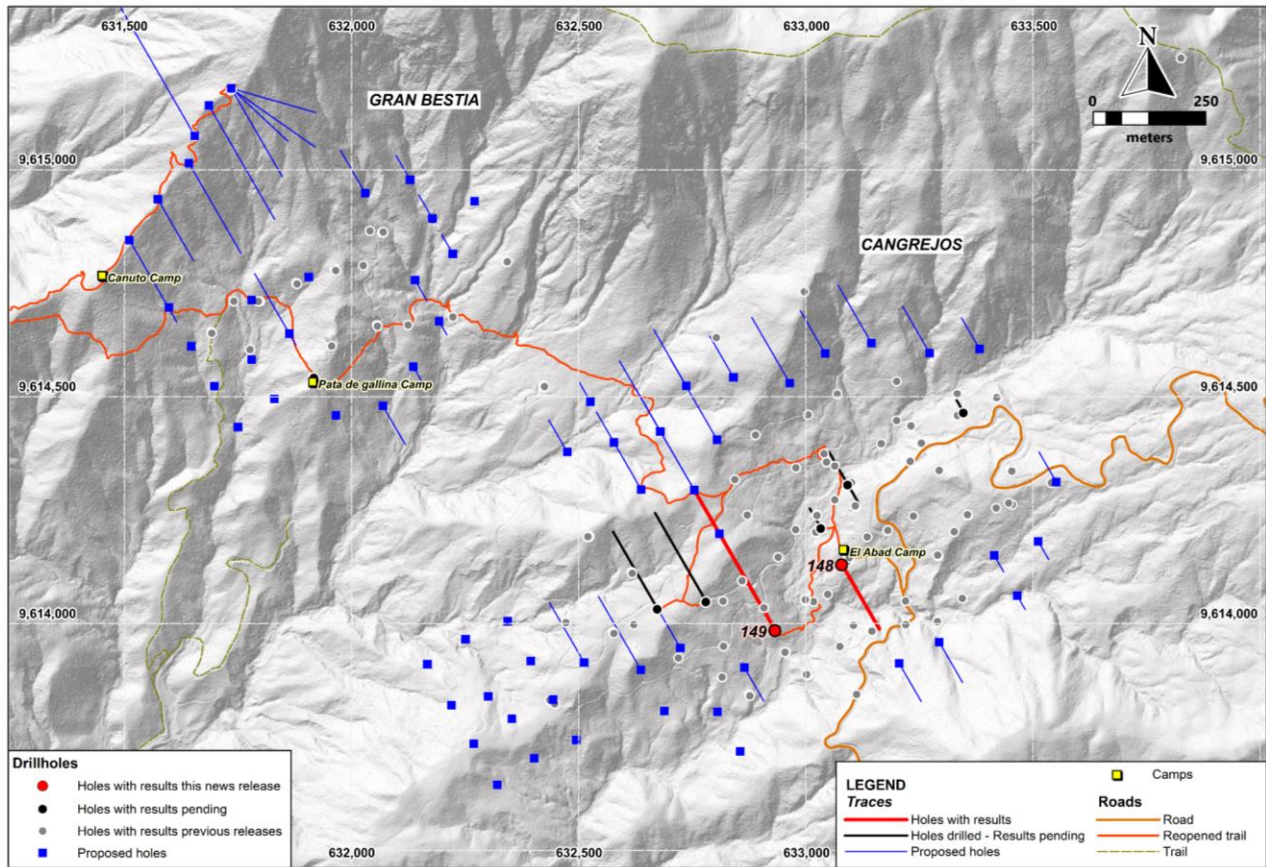 631,500
632,000
632,500
633,000
633,500
N
0
250
meters
GRAN BESTIA
9,615,000
9,615,000
CANGREJOS
Canuto Camp
Pata de gallina Camp
9,614,500
9,614,500
El Abad Camp
148
149
9,614,000
9,614,000
Drillholes
Holes with results this news release
Holes with results pending
Holes with results previous releases
Proposed holes
LEGEND
Traces
Holes with results
Holes drilled - Results pending
Proposed holes
Camps
Roads
Road
Reopened trail
Trail
632,000
632,500
633,000